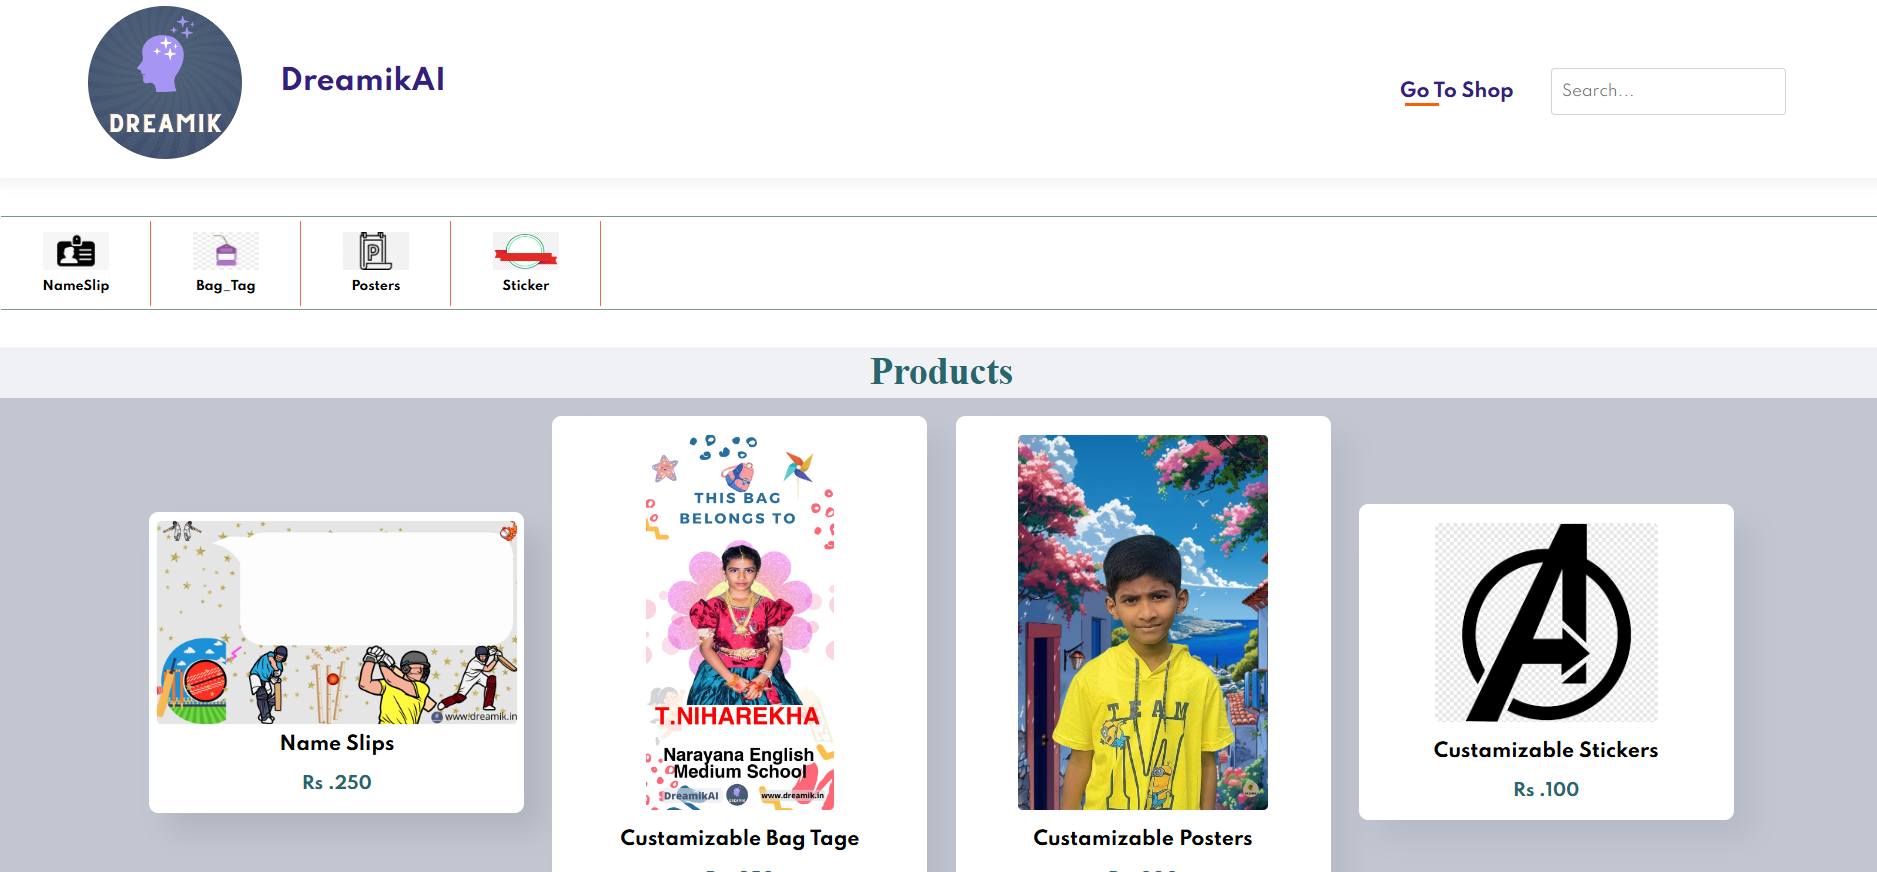 DREAMIK
DreamikAI
Go To Shop
Search...
NameSlip
Bag_Tag
Posters
Sticker
Products
www.dreamik.in
Name Slips
Rs .250
THIS BAG
BELONGS TO
T.NIHAREKHA
Narayana English
Medium School
DreamikAI
www.dreamik.in
Custamizable Bag Tage
TEAM
Custamizable Posters
Custamizable Stickers
Rs .100